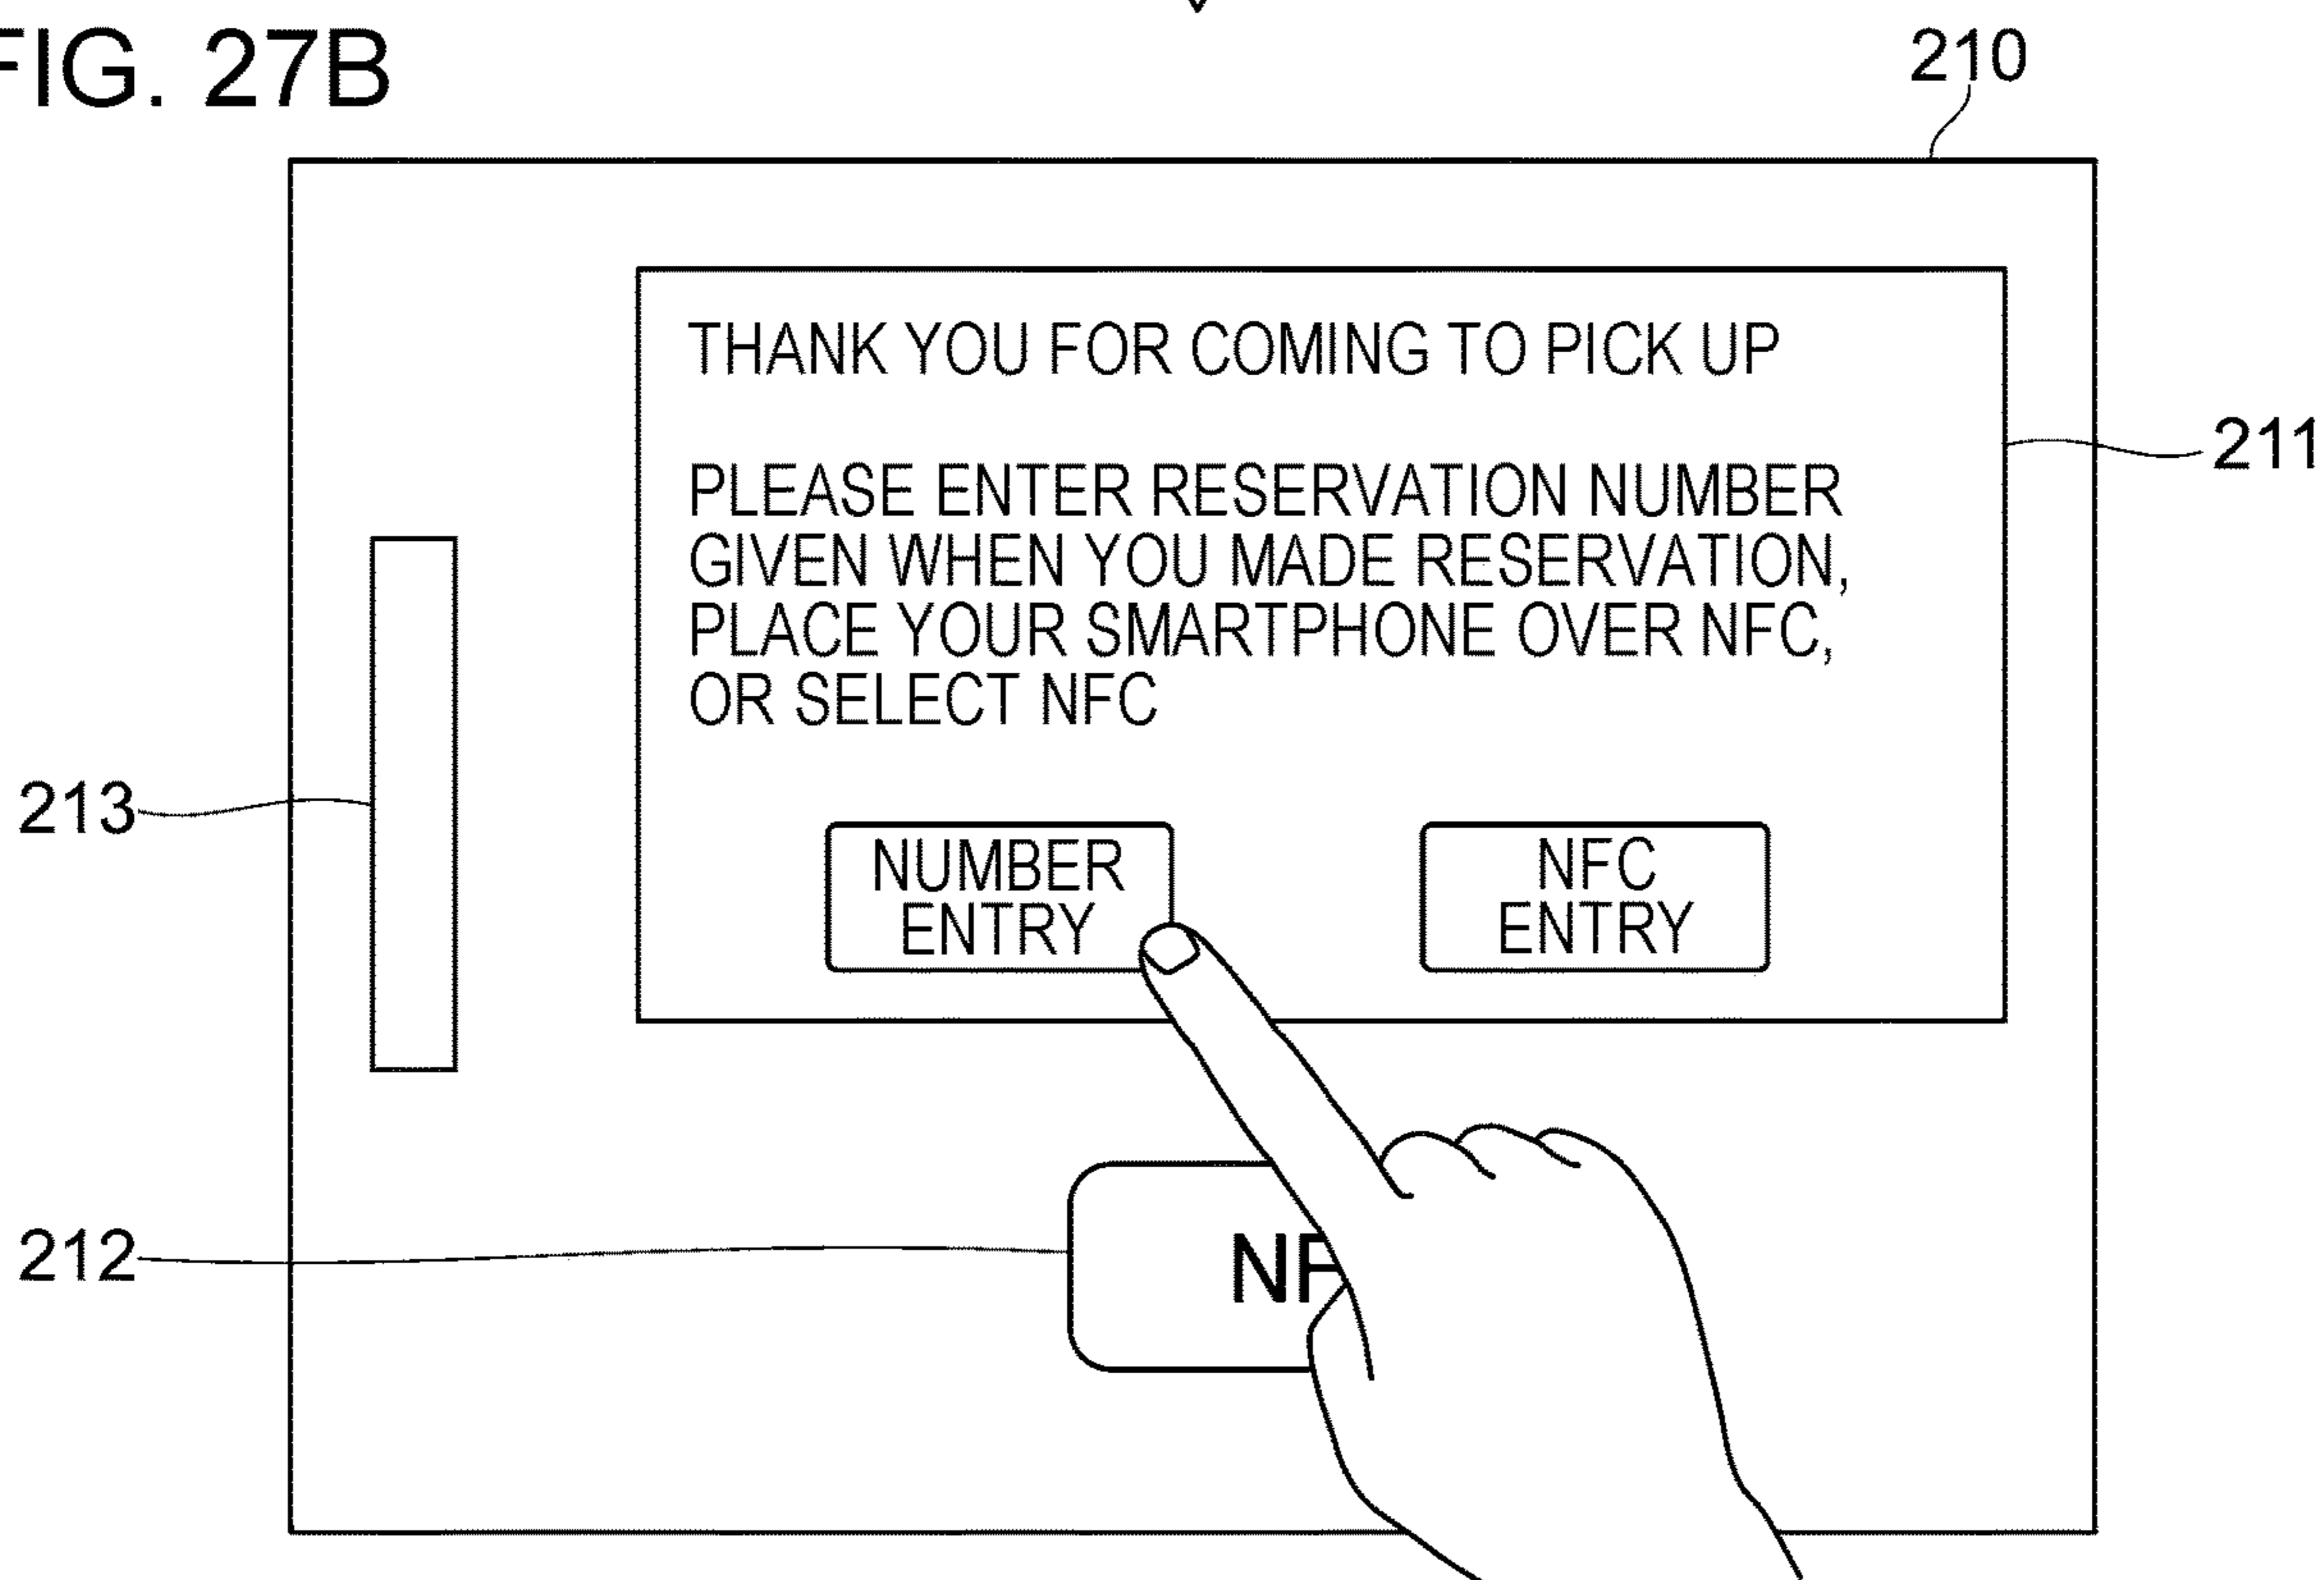 FIG. 27B
210
THANK YOU FOR COMING TO PICK UP
211
PLEASE ENTER RESERVATION NUMBER
GIVEN WHEN YOU MADE RESERVATION,
PLACE YOUR SMARTPHONE OVER NFC,
OR SELECT NFC
213
NUMBER
ENTRY
NFC
ENTRY
212
NF